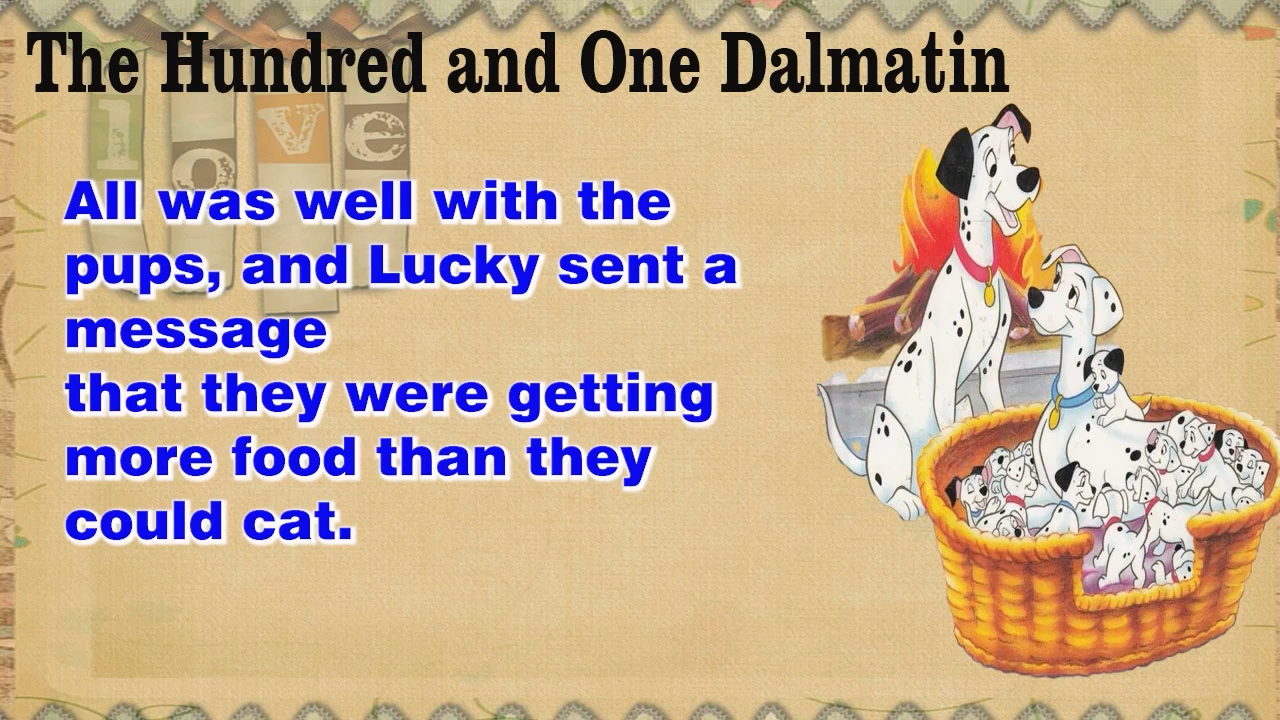 The Hundred and One Dalmatin
love
All was well with the
pups, and Lucky sent a
message
that they were getting
more food than they
could cat.